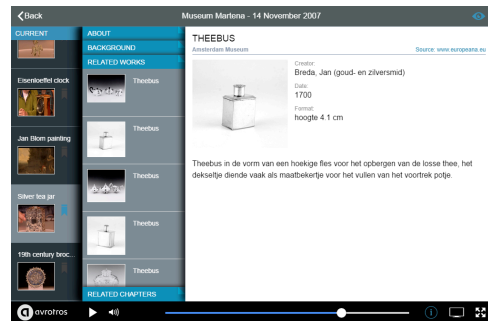 Back
Museum Martena - 14 November 2007
CURRENT
Eisenloeffel clock
Jan Blom painting
Silver tea jar
19th century broc...
ABOUT
BACKGROUND
RELATED WORKS
Theebus
Theebus
Theebus
Theebus
Theebus
RELATED CHAPTERS
THEEBUS
Amsterdam Museum
Source: www.europeana.eu
Creator
Breda, Jan (goud- en zilversmid)
Date:
1700
Format:
hoogte 4.1 cm
Theebus in de vorm van een hoekige fles voor het opbergen van de losse thee, het
dekseltje diende vaak als maatbekertje voor het vullen van het voortrek potje.
avrotros